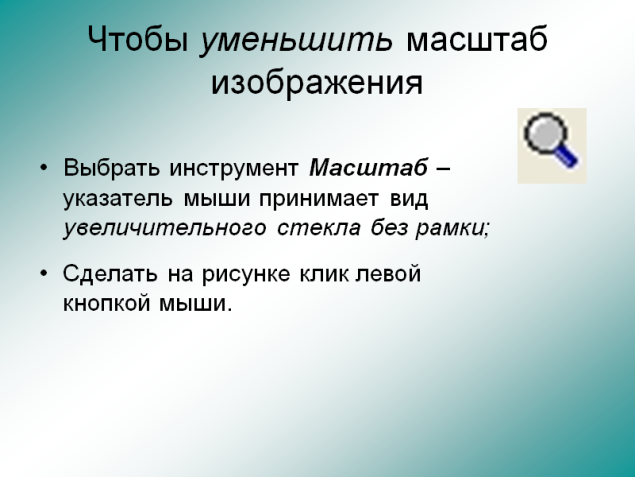 Чтобы уменьшить масштаб
изображения
• Выбрать инструмент Масштаб –
указатель мыши принимает вид
увеличительного стекла без рамки;
• Сделать на рисунке клик левой
кнопкой мыши.